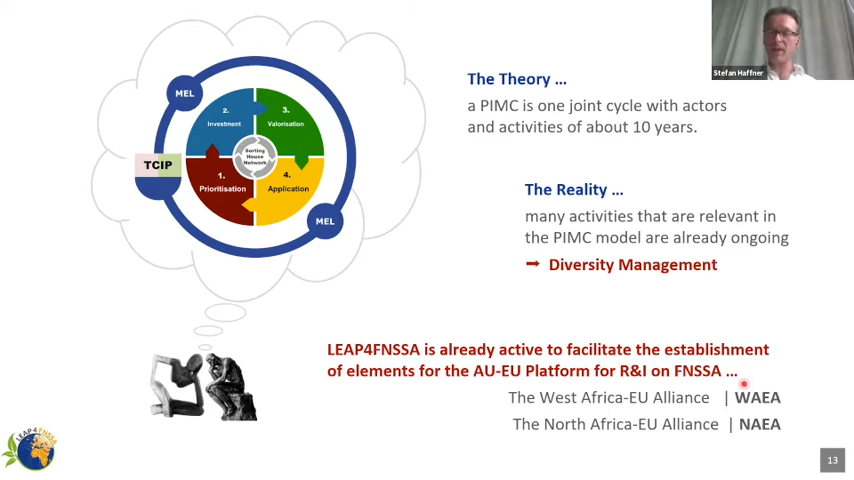 Stefan Haffner
MEL
2.
Investment
3.
Valorisation
Sorting
House
Network
TCIP
1.
Prioritisation
4.
Application
MEL
The Theory ...
a PIMC is one joint cycle with actors
and activities of about 10 years.
The Reality ...
many activities that are relevant in
the PIMC model are already ongoing
➡ Diversity Management
LEAP4FNSSA is already active to facilitate the establishment
of elements for the AU-EU Platform for R&I on FNSSA ...
The West Africa-EU Alliance | WAEA
The North Africa-EU Alliance | NAEA
LEAP4FNSSA
13